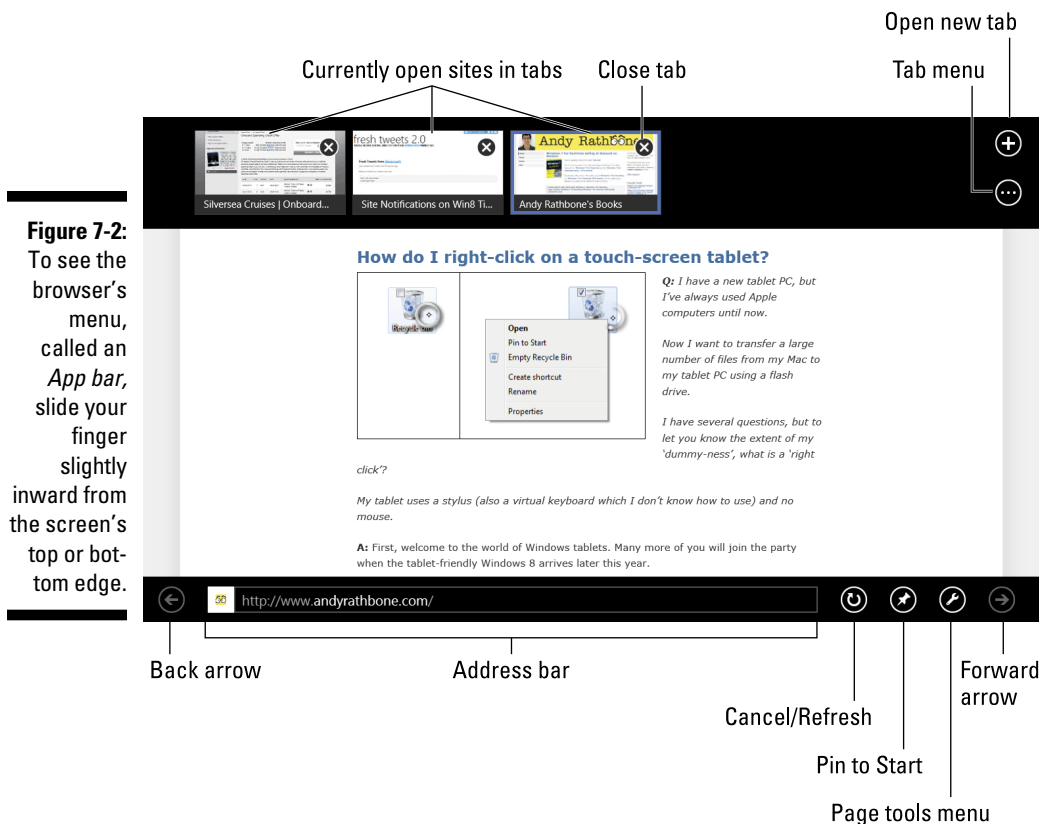 Open new tab
Currently open sites in tabs
Close tab
Tab menu
fresh tweets 2.0
Andy Rathbone
Silversea Cruises | Onboard...
Site Notifications on Win8 Ti...
Andy Rathbone's Books
Figure 7-2:
To see the
browser's
menu,
called an
App bar,
slide your
finger
slightly
inward from
the screen's
top or bot-
tom edge.
How do I right-click on a touch-screen tablet?
Recycle Bin
Open
Pin to Start
Empty Recycle Bin
Create shortcut
Rename
Properties
Q: I have a new tablet PC, but
I've always used Apple
computers until now.
Now I want to transfer a large
number of files from my Mac to
my tablet PC using a flash
drive.
I have several questions, but to
let you know the extent of my
'dummy-ness', what is a 'right
click'?
My tablet uses a stylus (also a virtual keyboard which I don't know how to use) and no
mouse.
A: First, welcome to the world of Windows tablets. Many more of you will join the party
when the tablet-friendly Windows 8 arrives later this year.
http://www.andyrathbone.com/
Back arrow
Address bar
Forward
arrow
Cancel/Refresh
Pin to Start
Page tools menu